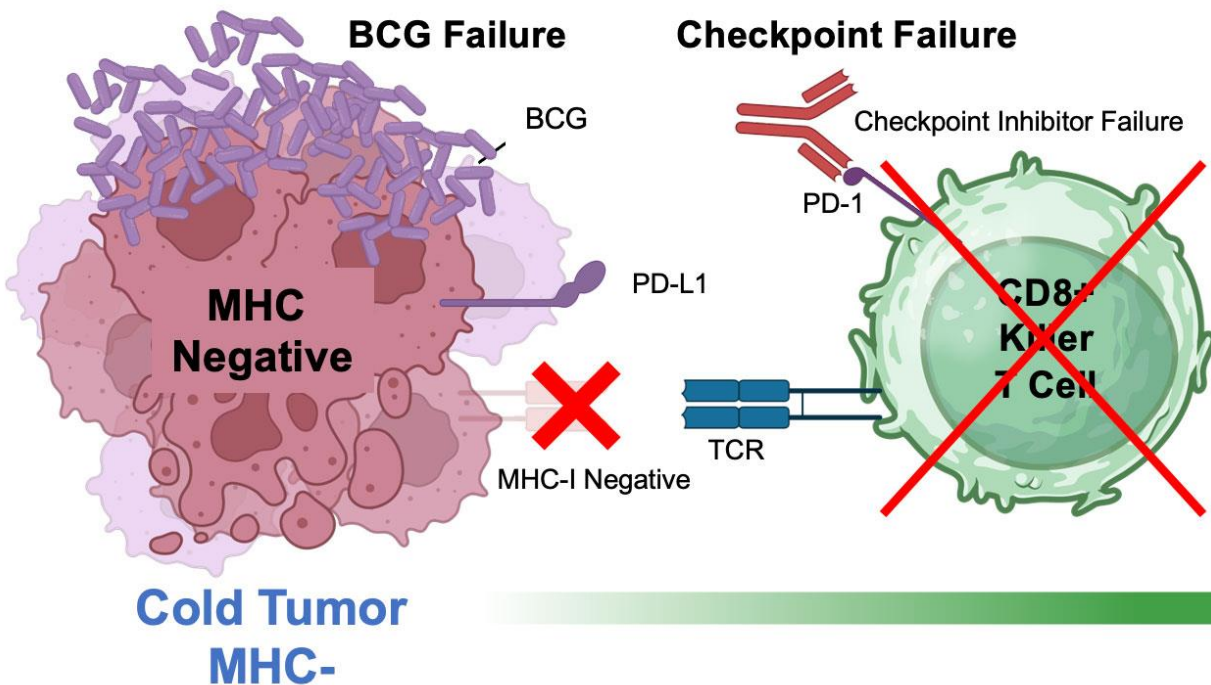 BCG Failure
Checkpoint Failure
BCG
Checkpoint Inhibitor Failure
PD-1
PD-L1
MHC
Negative
CD8+
Killer
T Cell
TCR
MHC-I Negative
Cold Tumor
MHC-